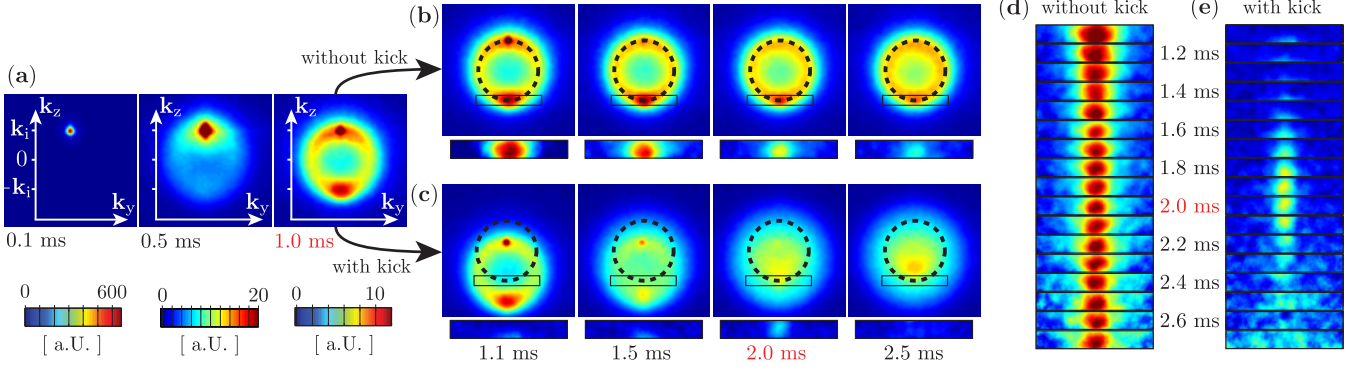 (a)
k_z
k_i
0
-k_i
k_y
0.1 ms
k_z
k_y
0.5 ms
k_z
k_y
1.0 ms
0 600
[ a.U. ]
0 20
[ a.U. ]
0 10
[ a.U. ]
without kick
with kick
(b)
(c)
1.1 ms
1.5 ms
2.0 ms
2.5 ms
(d) without kick
1.2 ms
1.4 ms
1.6 ms
1.8 ms
2.0 ms
2.2 ms
2.4 ms
2.6 ms
(e) with kick